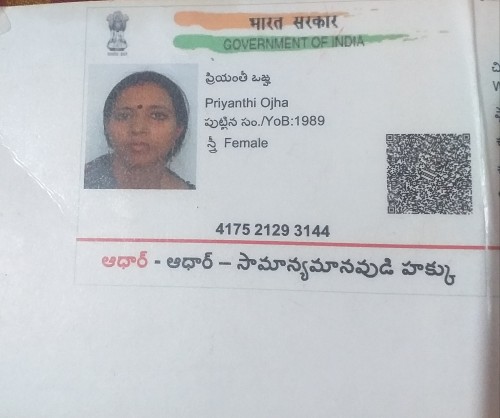 भारत सरकार
GOVERNMENT OF INDIA
ప్రియంతీ ఒఝ
Priyanthi Ojha
పుట్టిన సం./YoB:1989
స్త్రీ Female
4175 2129 3144
ఆధార్ - ఆధార్ – సామాన్యమానవుడి హక్కు